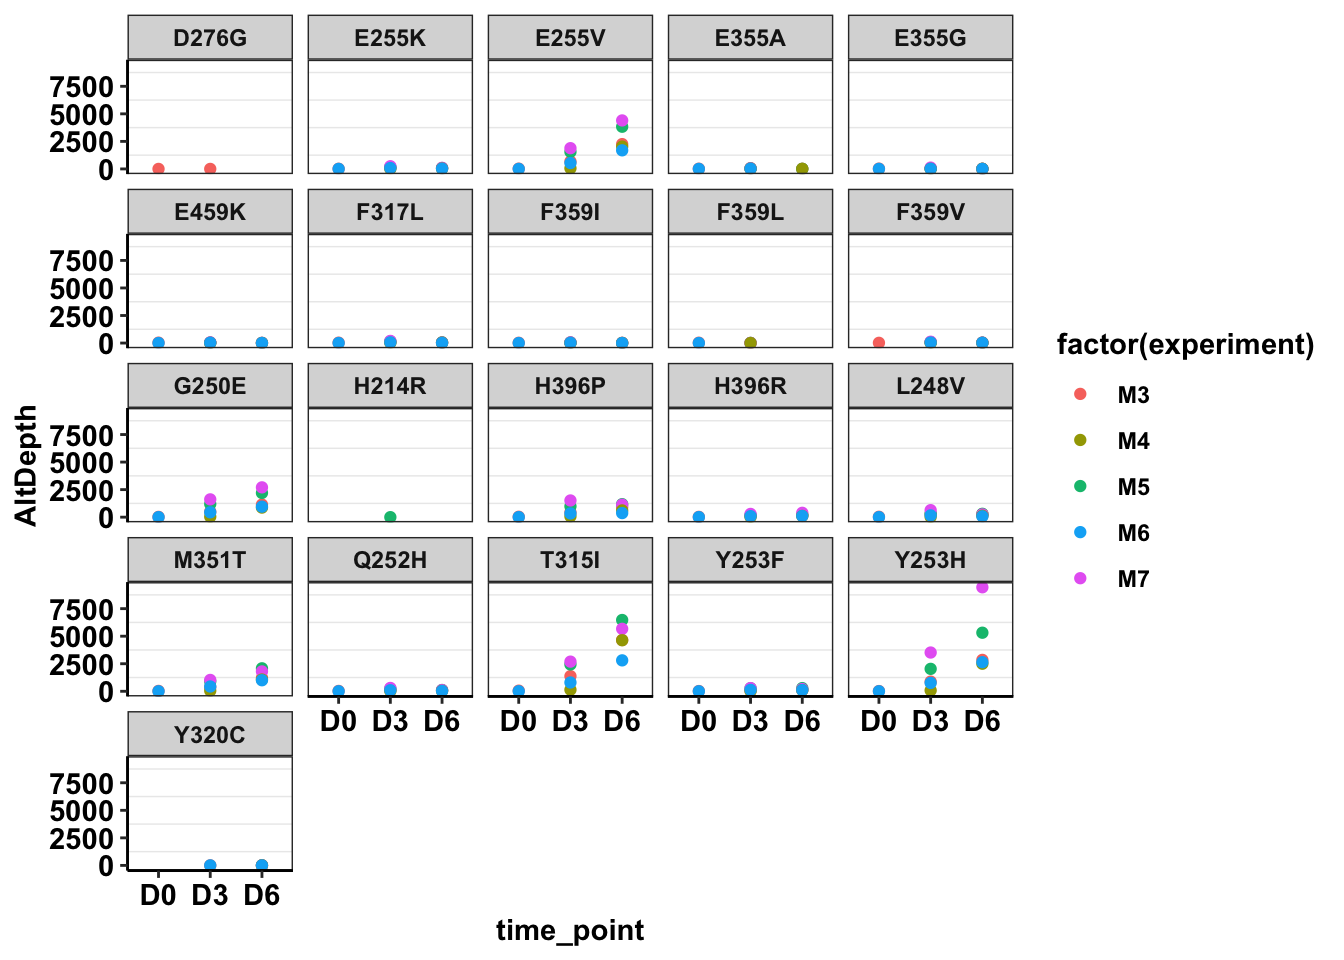 D276G E255K E255V E355A E355G
7500
5000
2500
0
E459K F317L F359I F359L F359V
7500
5000
2500
0
G250E H214R H396P H396R L248V
7500
5000
2500
0
M351T Q252H T315I Y253F Y253H
7500
5000
2500
0
D0 D3 D6 D0 D3 D6 D0 D3 D6 D0 D3 D6
Y320C
7500
5000
2500
0
D0 D3 D6
time_point
AltDepth
factor(experiment)
M3
M4
M5
M6
M7